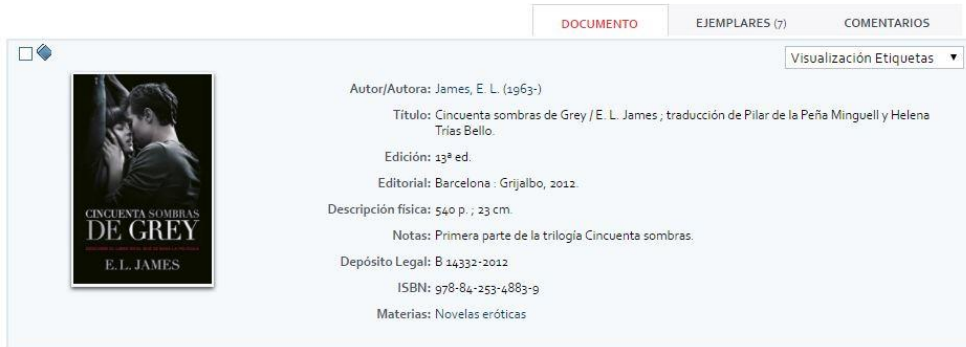 DOCUMENTO
EJEMPLARES (7)
COMENTARIOS
Visualización Etiquetas
Autor/Autora: James, E. L. (1963-)
Título: Cincuenta sombras de Grey / E. L. James ; traducción de Pilar de la Peña Minguell y Helena
Trías Bello.
Edición: 13ª ed.
Editorial: Barcelona : Grijalbo, 2012.
Descripción física: 540 p. ; 23 cm.
Notas: Primera parte de la trilogía Cincuenta sombras.
Depósito Legal: B 14332-2012
ISBN: 978-84-253-4883-9
Materias: Novelas eróticas
CINCUENTA SOMBRAS
DE GREY
E. L. JAMES